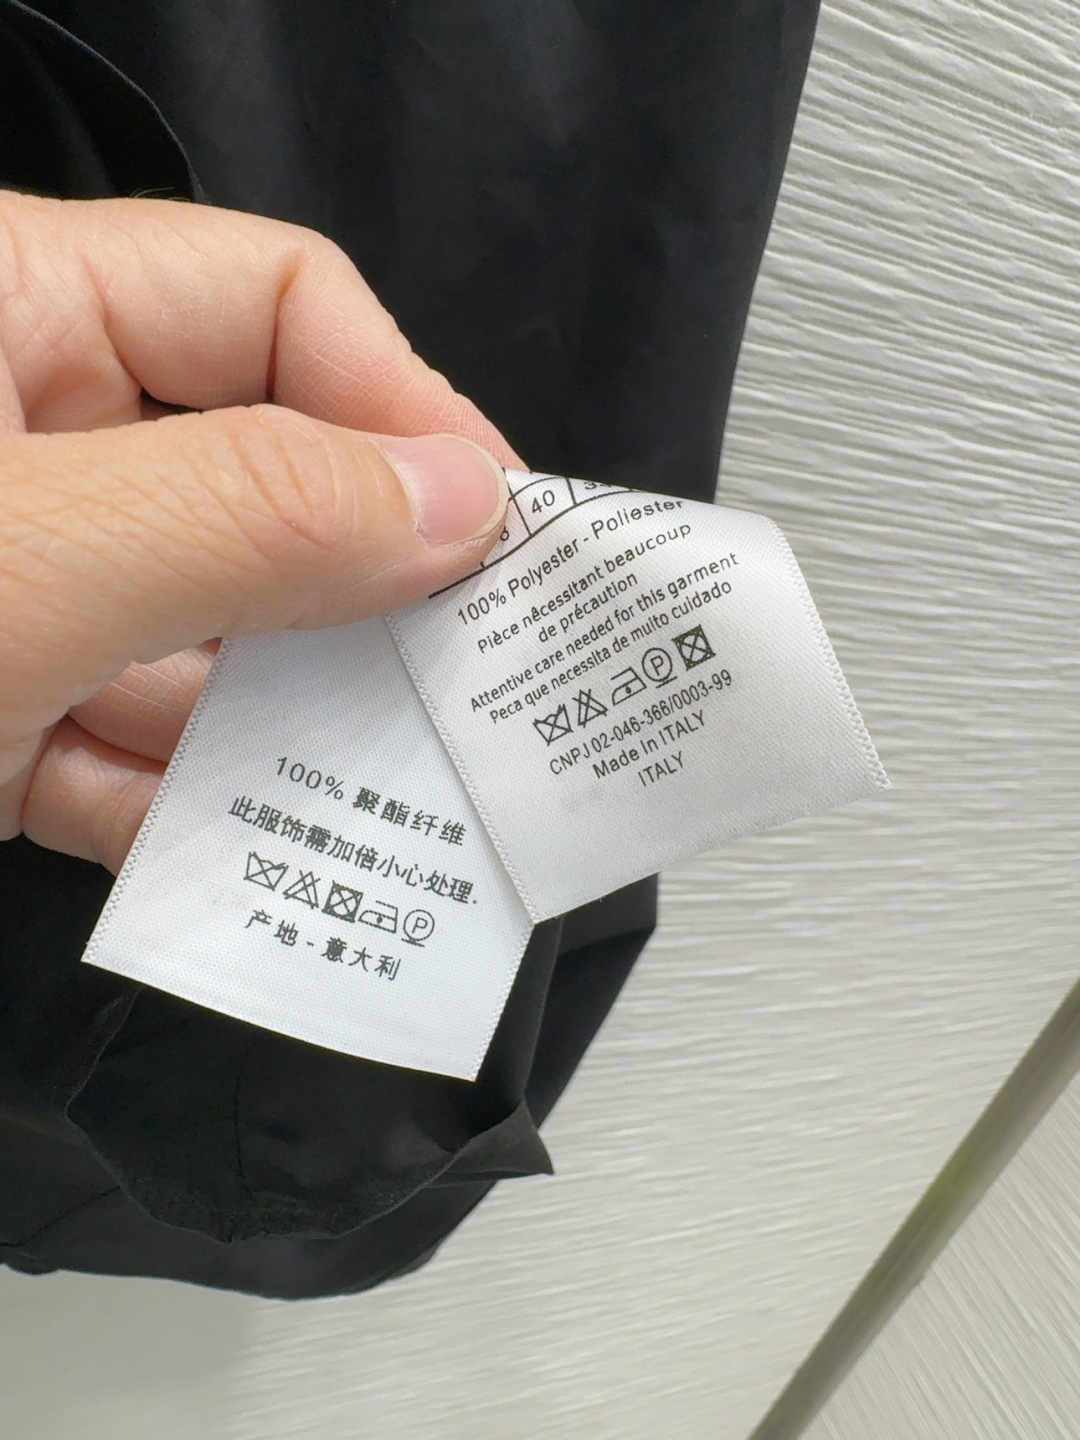 40
100% Polyester - Poliester
Pièce nêcessitant beaucoup
de précaution
Attentive care needed for this garment
Peca que necessita de muito cuidado
P
CNPJ 02-046-366/0003-99
Made In ITALY
ITALY
100% 聚酯纤维
此服饰需加倍小心处理.
P
产地-意大利